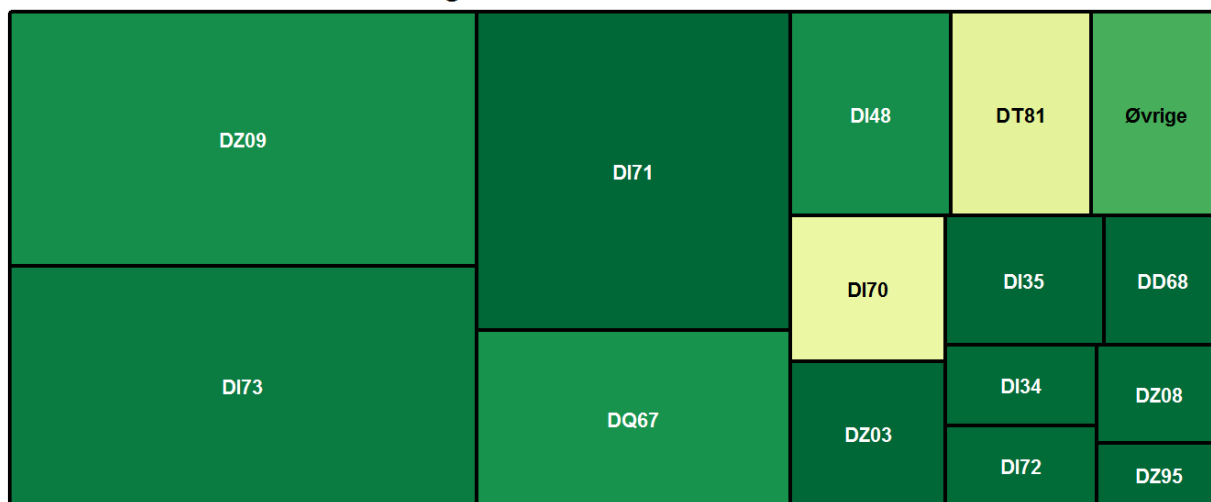 DZ09
DI71
DI48
DT81
Øvrige
DI70
DI35
DD68
DI73
DQ67
DZ03
DI34
DZ08
DI72
DZ95